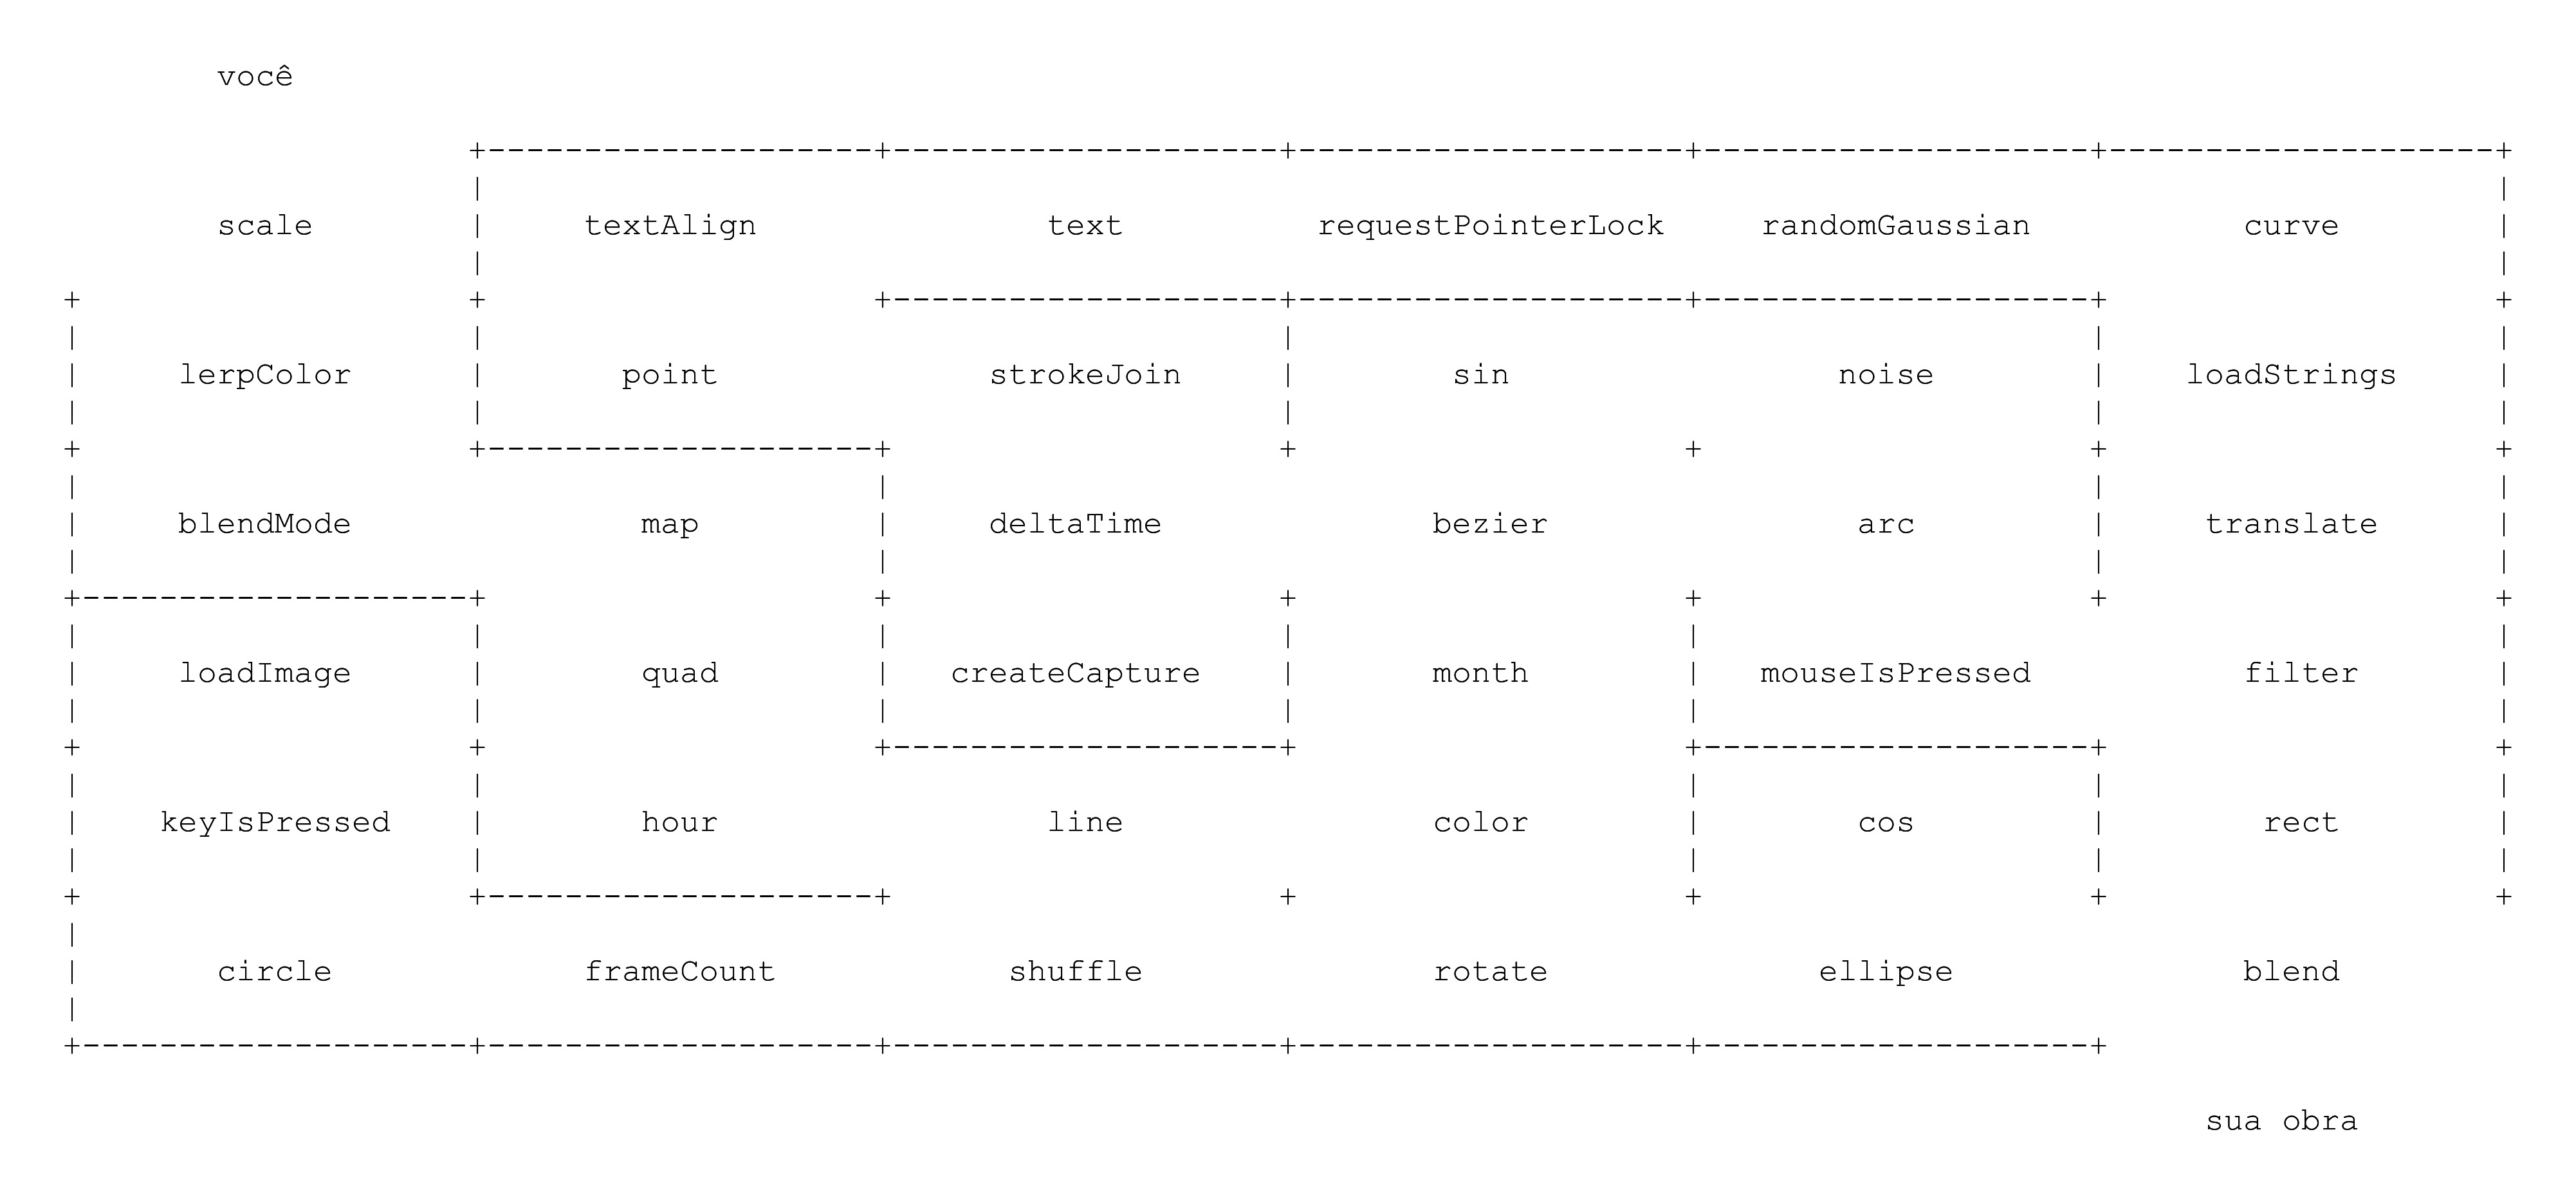 você
scale textAlign text requestPointerLock randomGaussian curve
lerpColor point strokeJoin sin noise loadStrings
blendMode map deltaTime bezier arc translate
loadImage quad createCapture month mouseIsPressed filter
keyIsPressed hour line color cos rect
circle frameCount shuffle rotate ellipse blend
sua obra